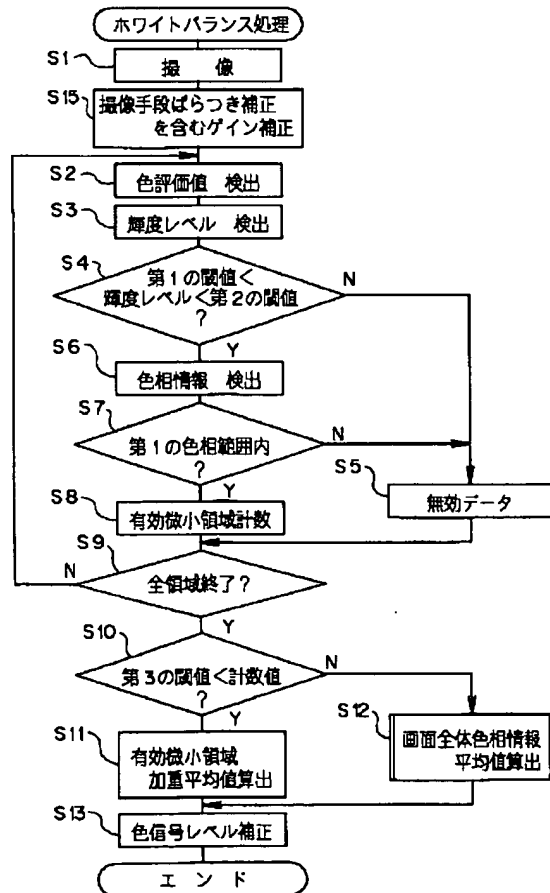 ホワイトバランス処理
S1
撮 像
S15
撮像手段ばらつき補正
を含むゲイン補正
S2
色評価値 検出
S3
輝度レベル 検出
S4
第1の閾値<
輝度レベル<第2の閾値
?
N
Y
S6
色相情報 検出
S7
第1の色相範囲内
?
N
Y
S5
無効データ
S8
有効微小領域計数
S9
全領域終了?
N
Y
S10
第3の閾値<計数値
?
N
Y
S11
有効微小領域
加重平均値算出
S12
画面全体色相情報
平均値算出
S13
色信号レベル補正
エンド